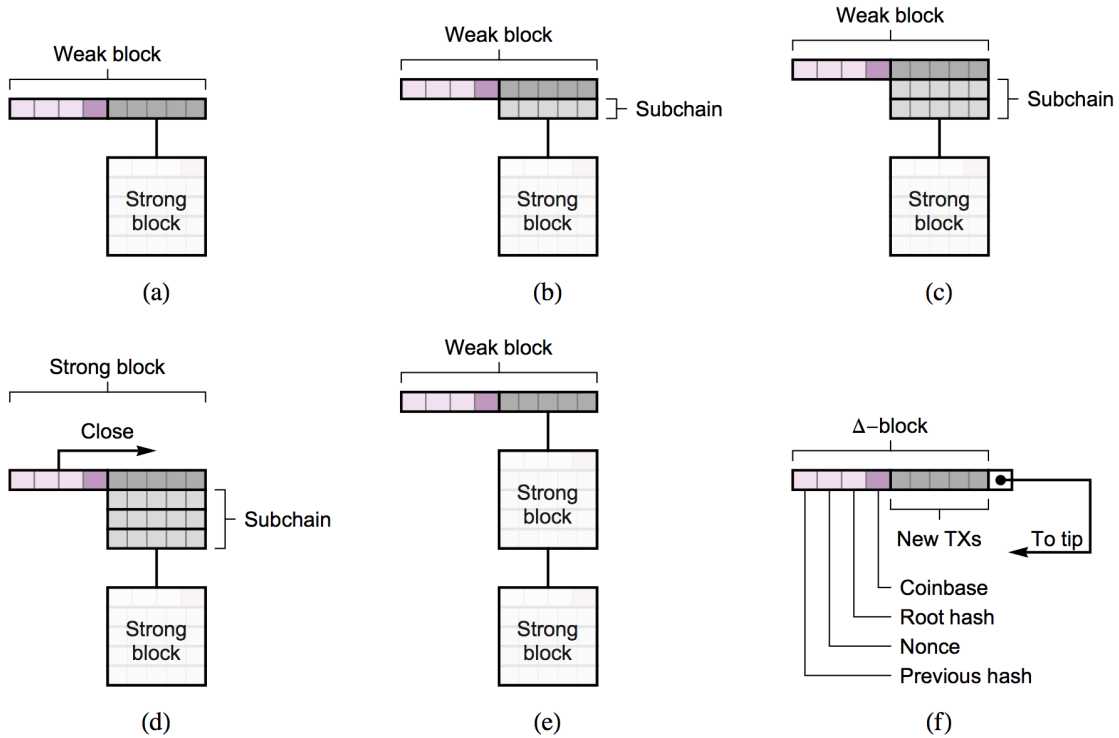 Weak block
Strong
block
(a)
Weak block
Subchain
Strong
block
(b)
Weak block
Subchain
Strong
block
(c)
Strong block
Close
Subchain
Strong
block
(d)
Weak block
Strong
block
Strong
block
(e)
Δ−block
New TXs
To tip
Coinbase
Root hash
Nonce
Previous hash
(f)